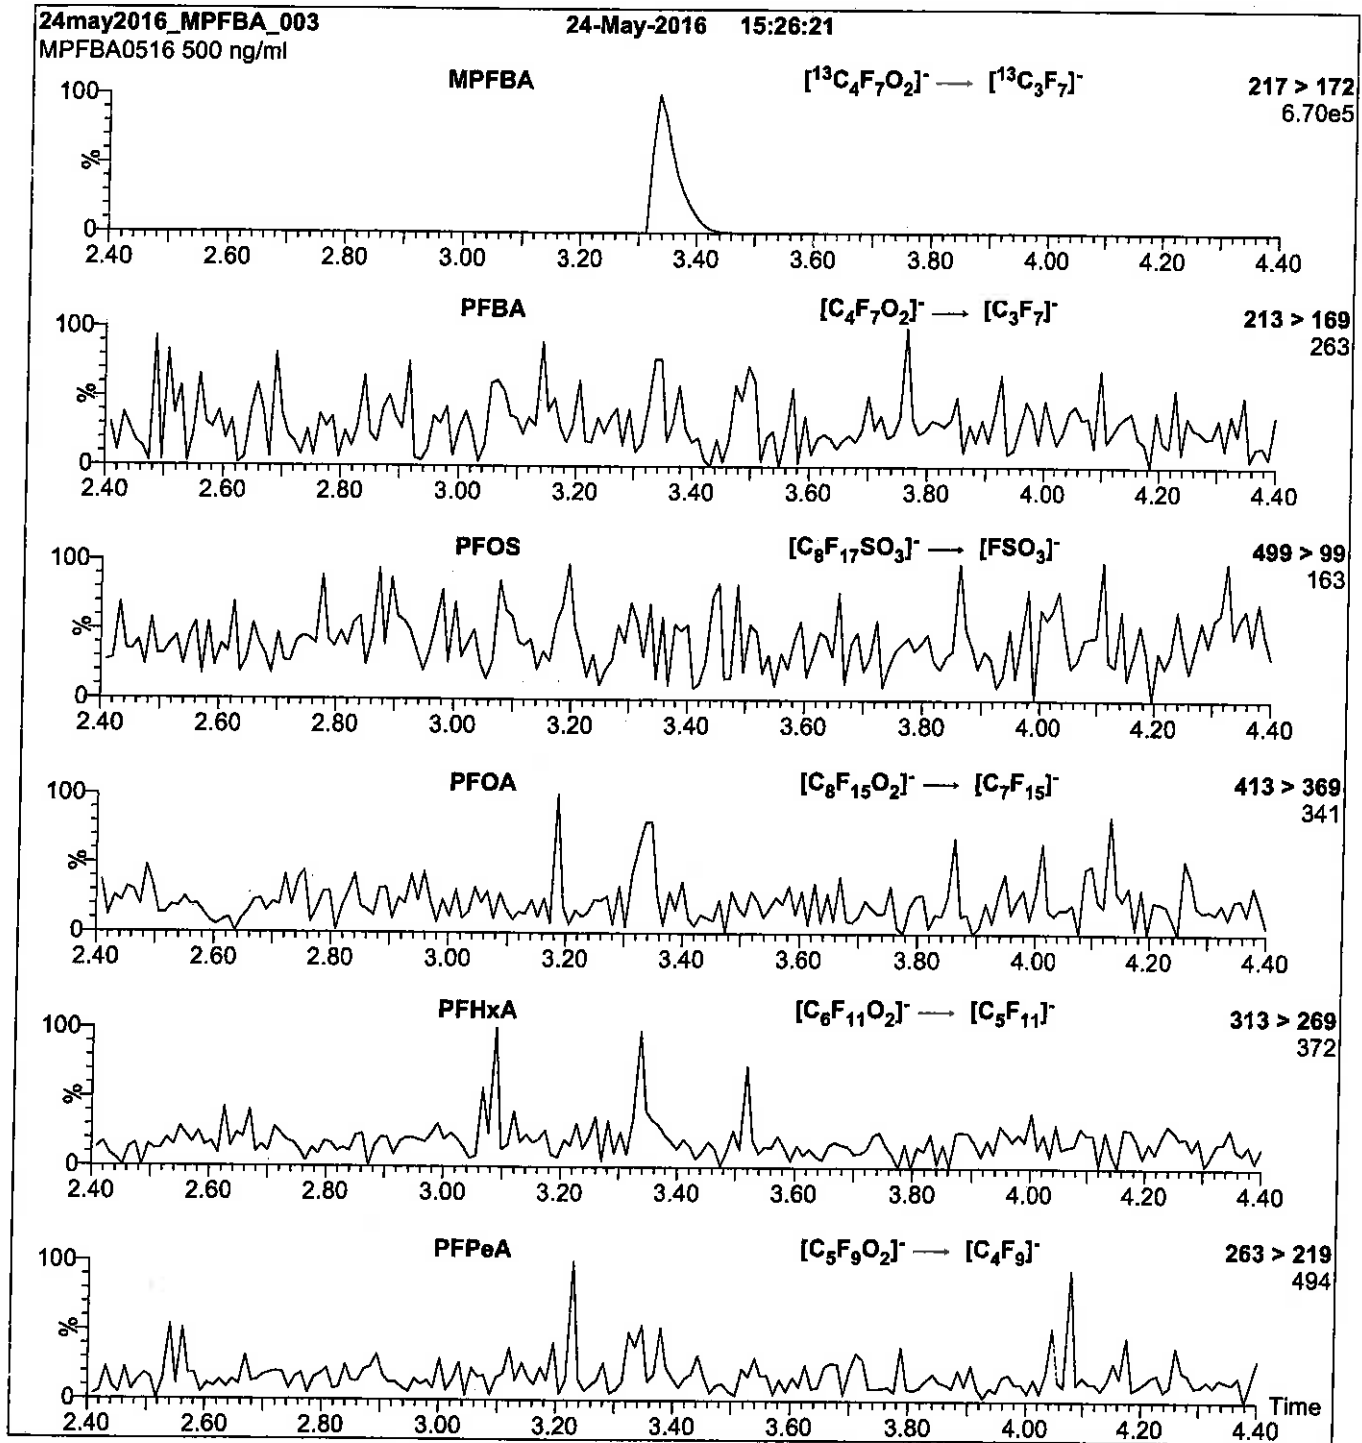 24may2016_MPFBA_003 24-May-2016 15:26:21
MPFBA0516 500 ng/ml
MPFBA [¹³C₄F₇O₂]⁻ → [¹³C₃F₇]⁻ 217 > 172
6.70e5
100
%
0
2.40 2.60 2.80 3.00 3.20 3.40 3.60 3.80 4.00 4.20 4.40
PFBA [C₄F₇O₂]⁻ → [C₃F₇]⁻ 213 > 169
263
100
%
0
2.40 2.60 2.80 3.00 3.20 3.40 3.60 3.80 4.00 4.20 4.40
PFOS [C₈F₁₇SO₃]⁻ → [FSO₃]⁻ 499 > 99
163
100
%
0
2.40 2.60 2.80 3.00 3.20 3.40 3.60 3.80 4.00 4.20 4.40
PFOA [C₈F₁₅O₂]⁻ → [C₇F₁₅]⁻ 413 > 369
341
100
%
0
2.40 2.60 2.80 3.00 3.20 3.40 3.60 3.80 4.00 4.20 4.40
PFHxA [C₆F₁₁O₂]⁻ → [C₅F₁₁]⁻ 313 > 269
372
100
%
0
2.40 2.60 2.80 3.00 3.20 3.40 3.60 3.80 4.00 4.20 4.40
PFPeA [C₅F₉O₂]⁻ → [C₄F₉]⁻ 263 > 219
494
100
%
0
Time
2.40 2.60 2.80 3.00 3.20 3.40 3.60 3.80 4.00 4.20 4.40